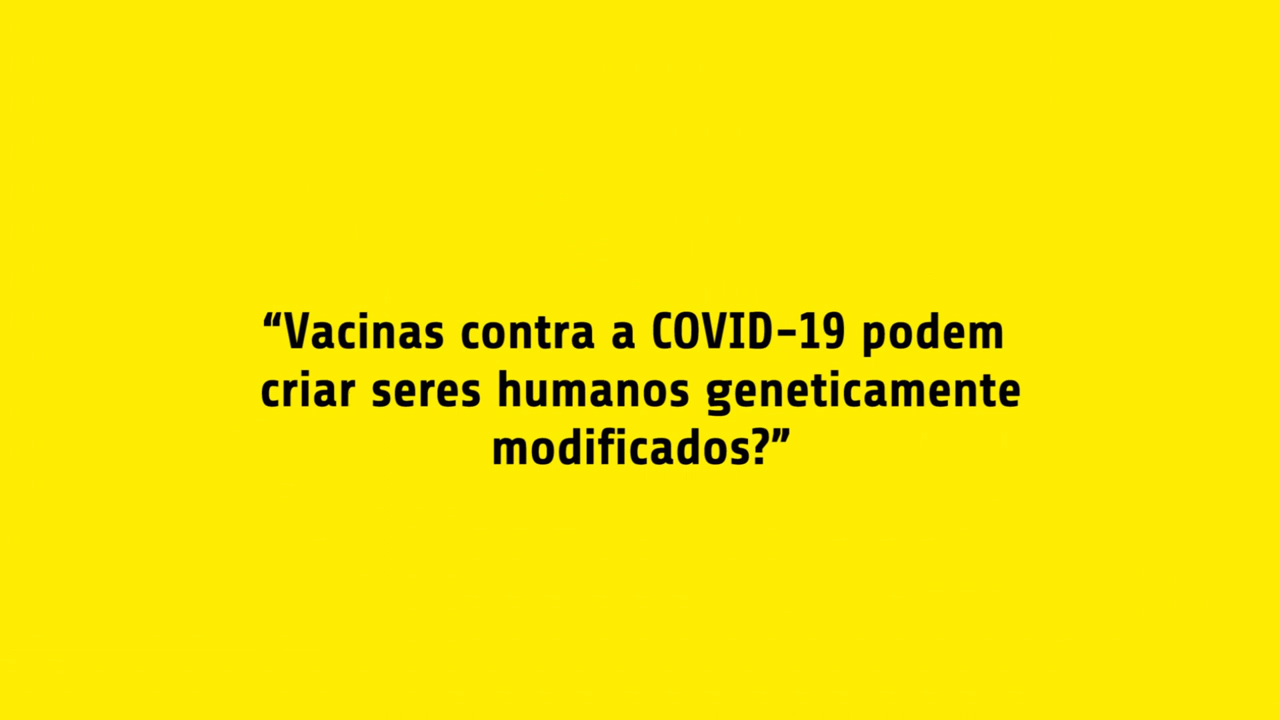 “Vacinas contra a COVID-19 podem
criar seres humanos geneticamente
modificados?”